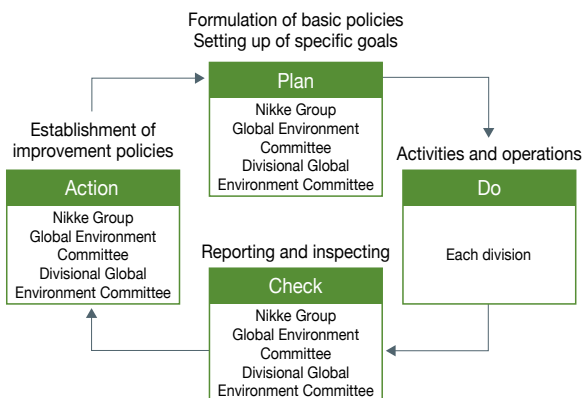 Formulation of basic policies
Setting up of specific goals
Plan
Nikke Group
Global Environment
Committee
Divisional Global
Environment Committee
Activities and operations
Do
Each division
Reporting and inspecting
Check
Nikke Group
Global Environment
Committee
Divisional Global
Environment Committee
Establishment of
improvement policies
Action
Nikke Group
Global Environment
Committee
Divisional Global
Environment Committee